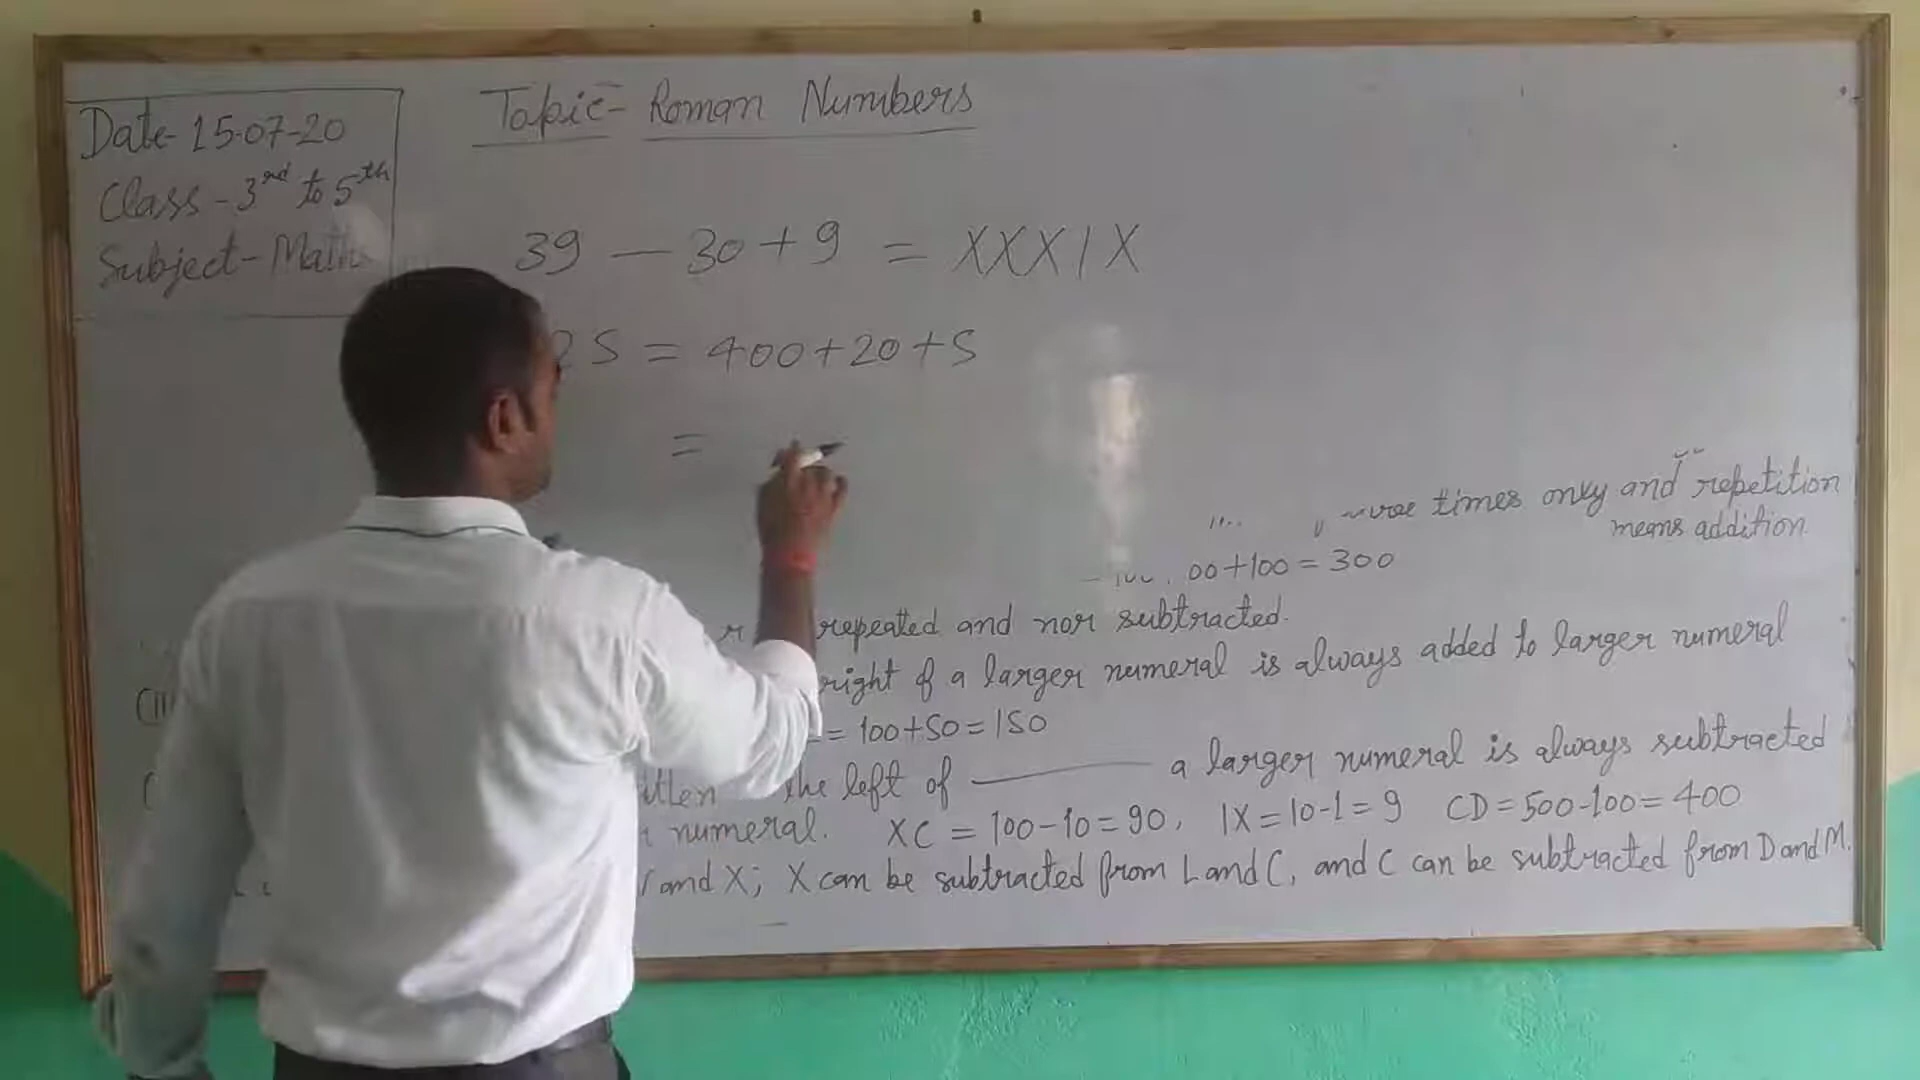 Date- 15-07-20
Class - 3rd to 5th
Subject- Math
Topic- Roman Numbers
39 — 30 + 9 = XXXIX
25 = 400 + 20 + 5
=
times only and repetition
means addition
00 + 100 = 300
repeated and nor subtracted.
right of a larger numeral is always added to larger numeral
= 100 + 50 = 150
the left of a larger numeral is always subtracted
numeral. XC = 100 - 10 = 90, IX = 10 - 1 = 9 CD = 500 - 100 = 400
and X; X can be subtracted from L and C, and C can be subtracted from D and M.